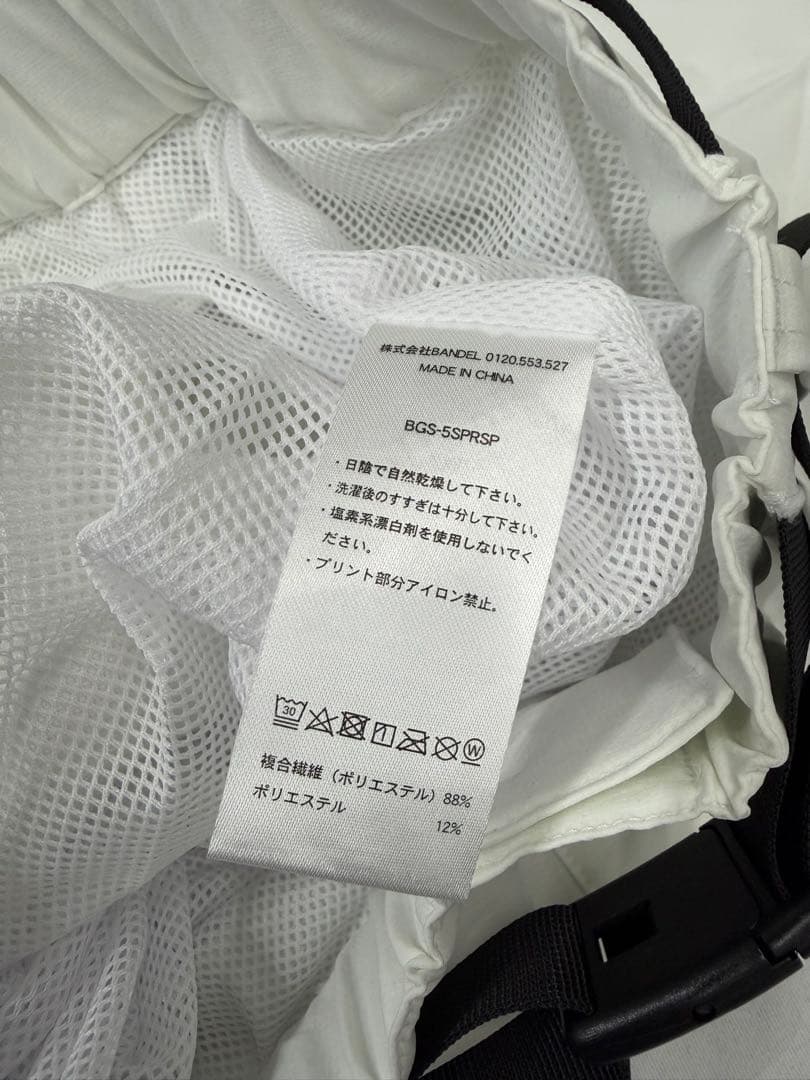 株式会社BANDEL 0120.553.527
MADE IN CHINA
BGS-5SPRSP
・日陰で自然乾燥して下さい。
・洗濯後のすすぎは十分して下さい。
・塩素系漂白剤を使用しないでく
ださい。
・プリント部分アイロン禁止。
30 W
複合繊維（ポリエステル）88%
ポリエステル 12%